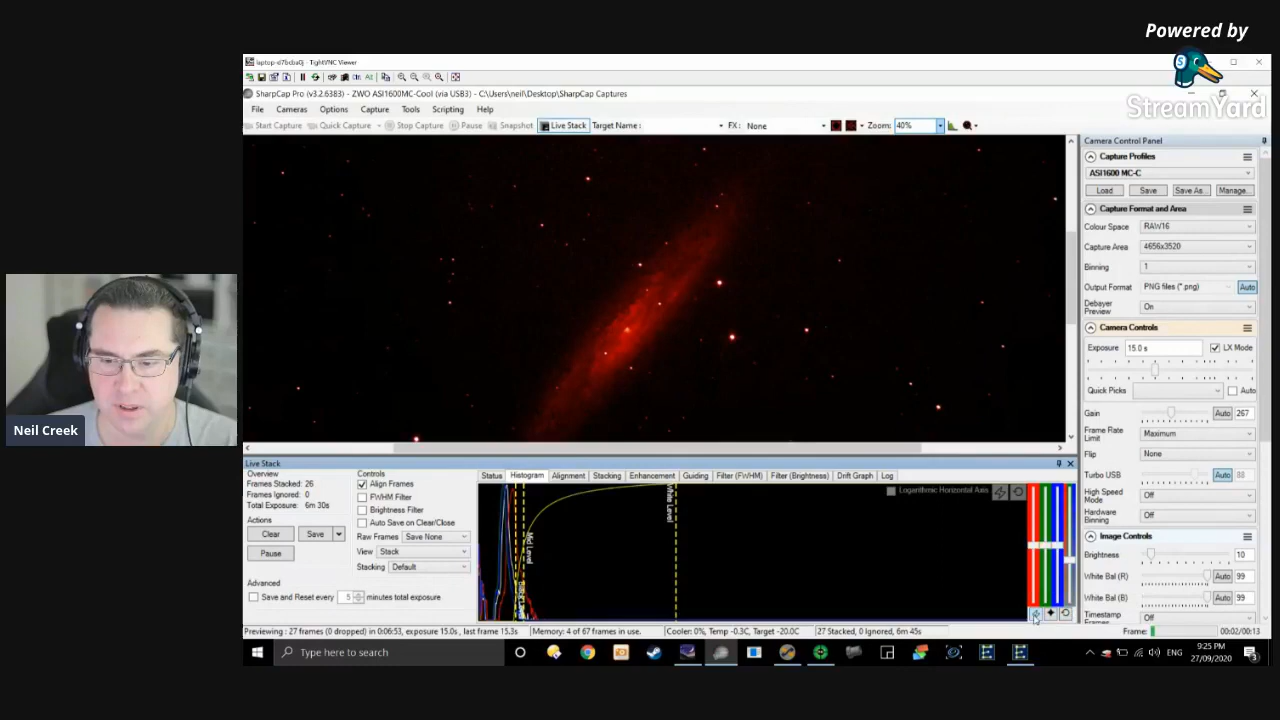 Powered by
StreamYard
laptop-d7bcba0j - TightVNC Viewer
SharpCap Pro (v3.2.6383) - ZWO ASI1600MC-Cool (via USB3) - C:\Users\neil\Desktop\SharpCap Captures
File Cameras Options Capture Tools Scripting Help
Start Capture Quick Capture Stop Capture Pause Snapshot Live Stack Target Name : FX: None Zoom: 40%
Camera Control Panel
Capture Profiles
ASI1600 MC-C
Load Save Save As... Manage...
Capture Format and Area
Colour Space RAW16
Capture Area 4656x3520
Binning 1
Output Format PNG files (*.png) Auto
Debayer Preview On
Camera Controls
Exposure 15.0 s LX Mode
Quick Picks Auto
Gain Auto 267
Frame Rate Limit Maximum
Flip None
Turbo USB Auto 88
High Speed Mode Off
Hardware Binning Off
Image Controls
Brightness 10
White Bal (R) Auto 99
White Bal (B) Auto 99
Timestamp Frames Off
Neil Creek
Live Stack
Overview
Frames Stacked: 26
Frames Ignored: 0
Total Exposure: 6m 30s
Actions
Clear Save
Pause
Advanced
Save and Reset every 5 minutes total exposure
Controls
Align Frames
FWHM Filter
Brightness Filter
Auto Save on Clear/Close
Raw Frames Save None
View Stack
Stacking Default
Status Histogram Alignment Stacking Enhancement Guiding Filter (FWHM) Filter (Brightness) Drift Graph Log
Logarithmic Horizontal Axis
White Level
Mid Level
Previewing : 27 frames (0 dropped) in 0:06:53, exposure 15.0s , last frame 15.3s Memory: 4 of 67 frames in use. Cooler: 0%, Temp -0.3C, Target -20.0C 27 Stacked, 0 Ignored, 6m 45s Frame: 00:02/00:13
Type here to search
ENG
9:25 PM
27/09/2020
3